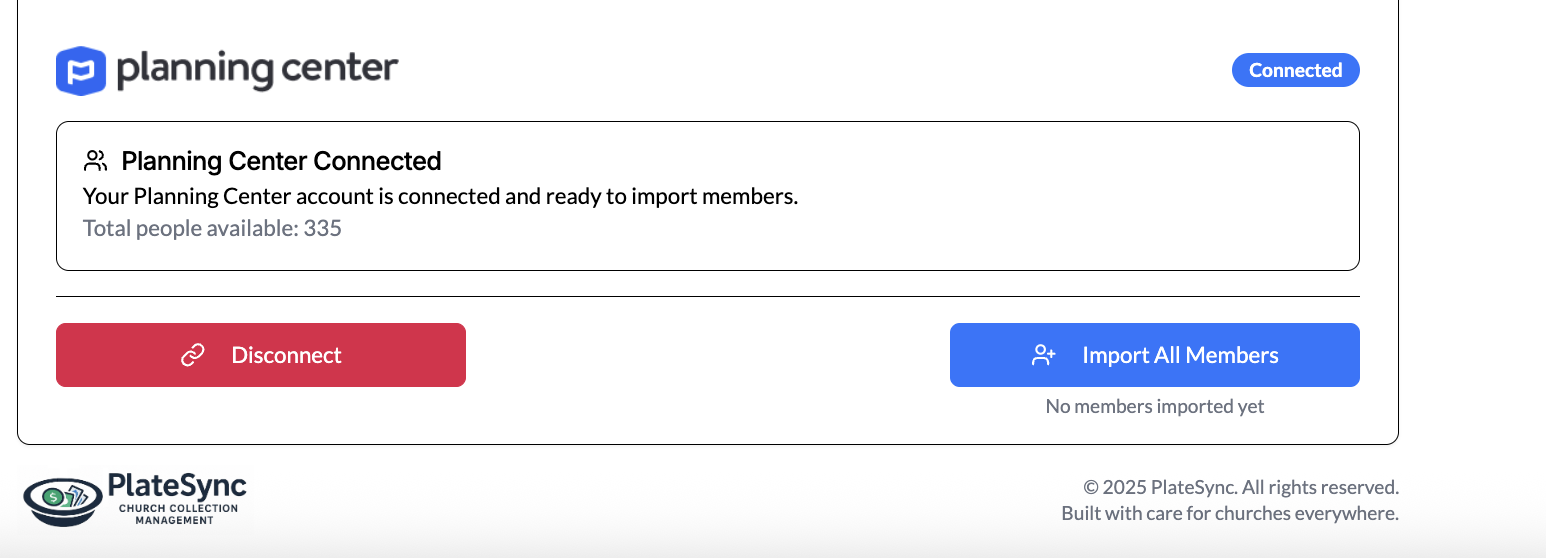 planning center
Connected
Planning Center Connected
Your Planning Center account is connected and ready to import members.
Total people available: 335
Disconnect
Import All Members
No members imported yet
$
PlateSync
CHURCH COLLECTION
MANAGEMENT
© 2025 PlateSync. All rights reserved.
Built with care for churches everywhere.